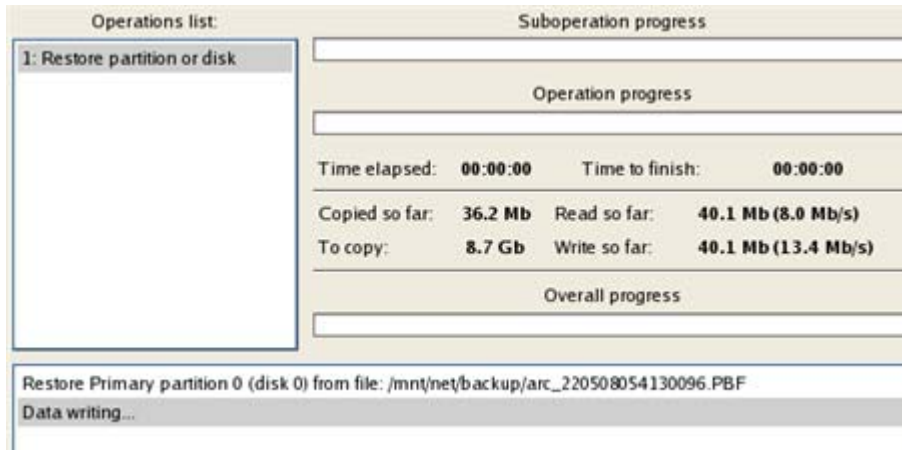 Operations list:
1: Restore partition or disk
Suboperation progress
Operation progress
Time elapsed: 00:00:00 Time to finish: 00:00:00
Copied so far: 36.2 Mb Read so far: 40.1 Mb (8.0 Mb/s)
To copy: 8.7 Gb Write so far: 40.1 Mb (13.4 Mb/s)
Overall progress
Restore Primary partition 0 (disk 0) from file: /mnt/net/backup/arc_220508054130096.PBF
Data writing...